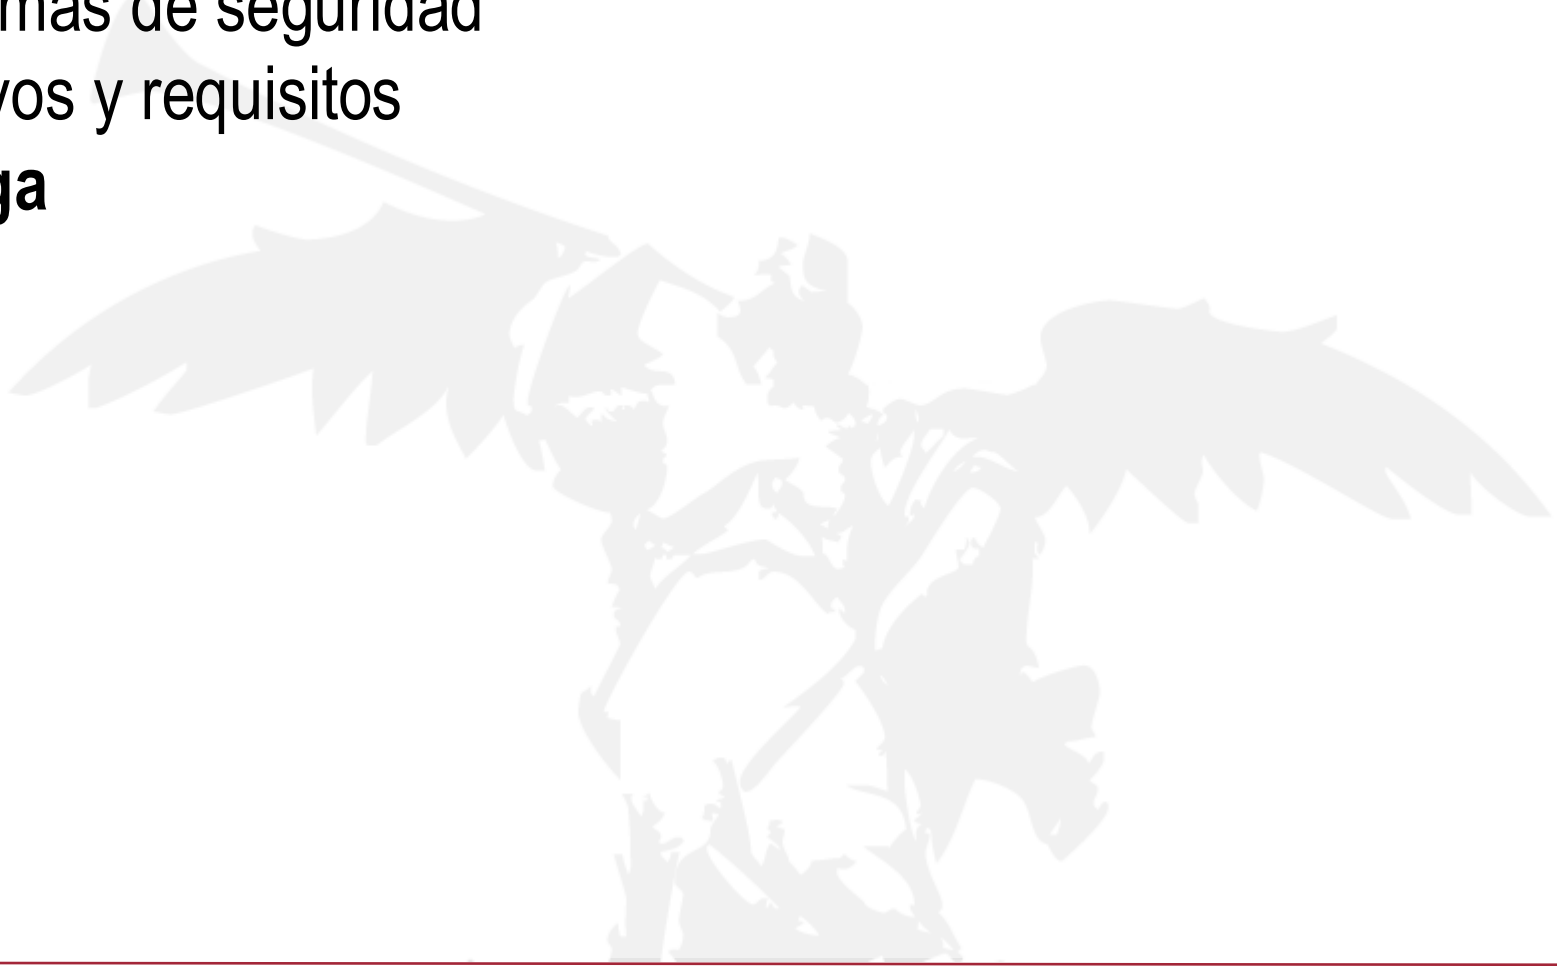 mas de seguridad
vos y requisitos
ga